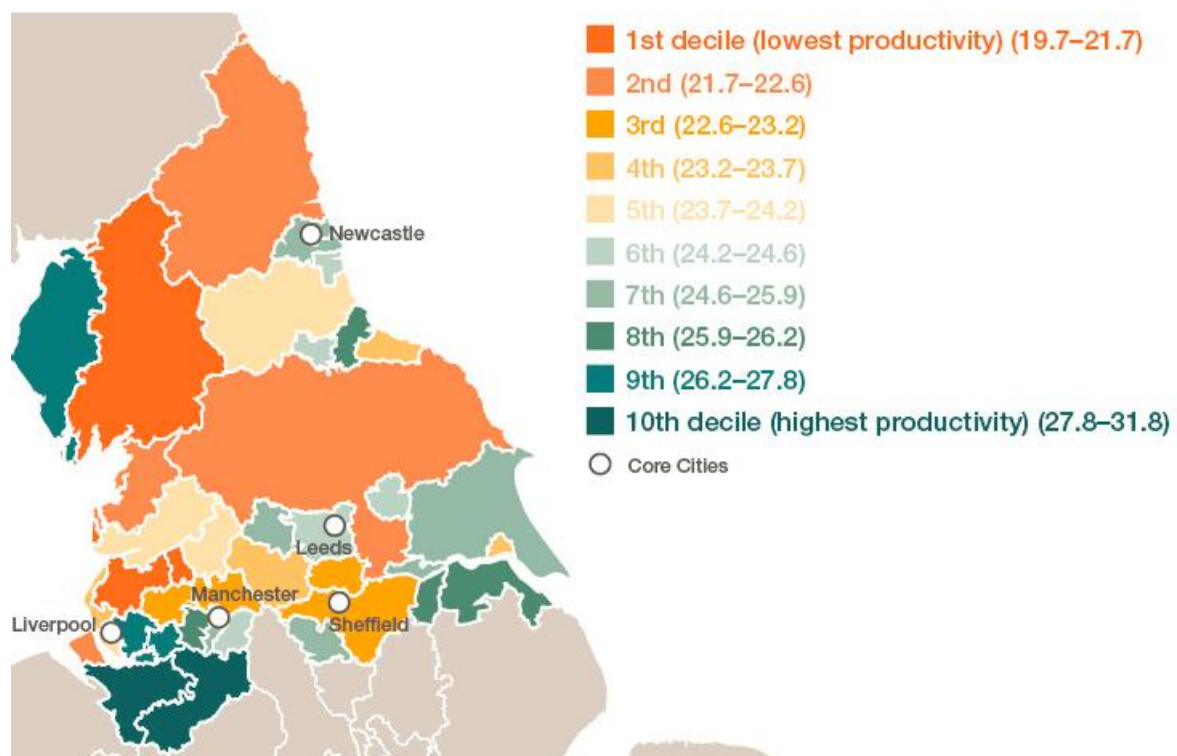 1st decile (lowest productivity) (19.7–21.7)
2nd (21.7–22.6)
3rd (22.6–23.2)
4th (23.2–23.7)
5th (23.7–24.2)
6th (24.2–24.6)
7th (24.6–25.9)
8th (25.9–26.2)
9th (26.2–27.8)
10th decile (highest productivity) (27.8–31.8)
Core Cities
Newcastle
Leeds
Manchester
Liverpool
Sheffield